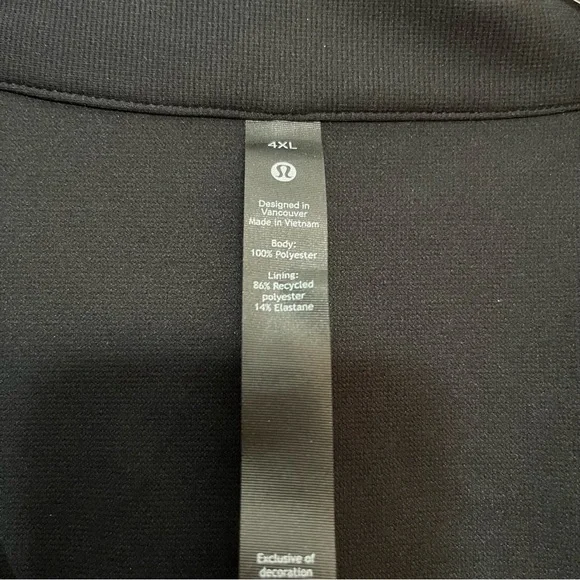 4XL
Designed in
Vancouver
Made in Vietnam
Body:
100% Polyester
Lining:
86% Recycled
polyester
14% Elastane
Exclusive of
decoration